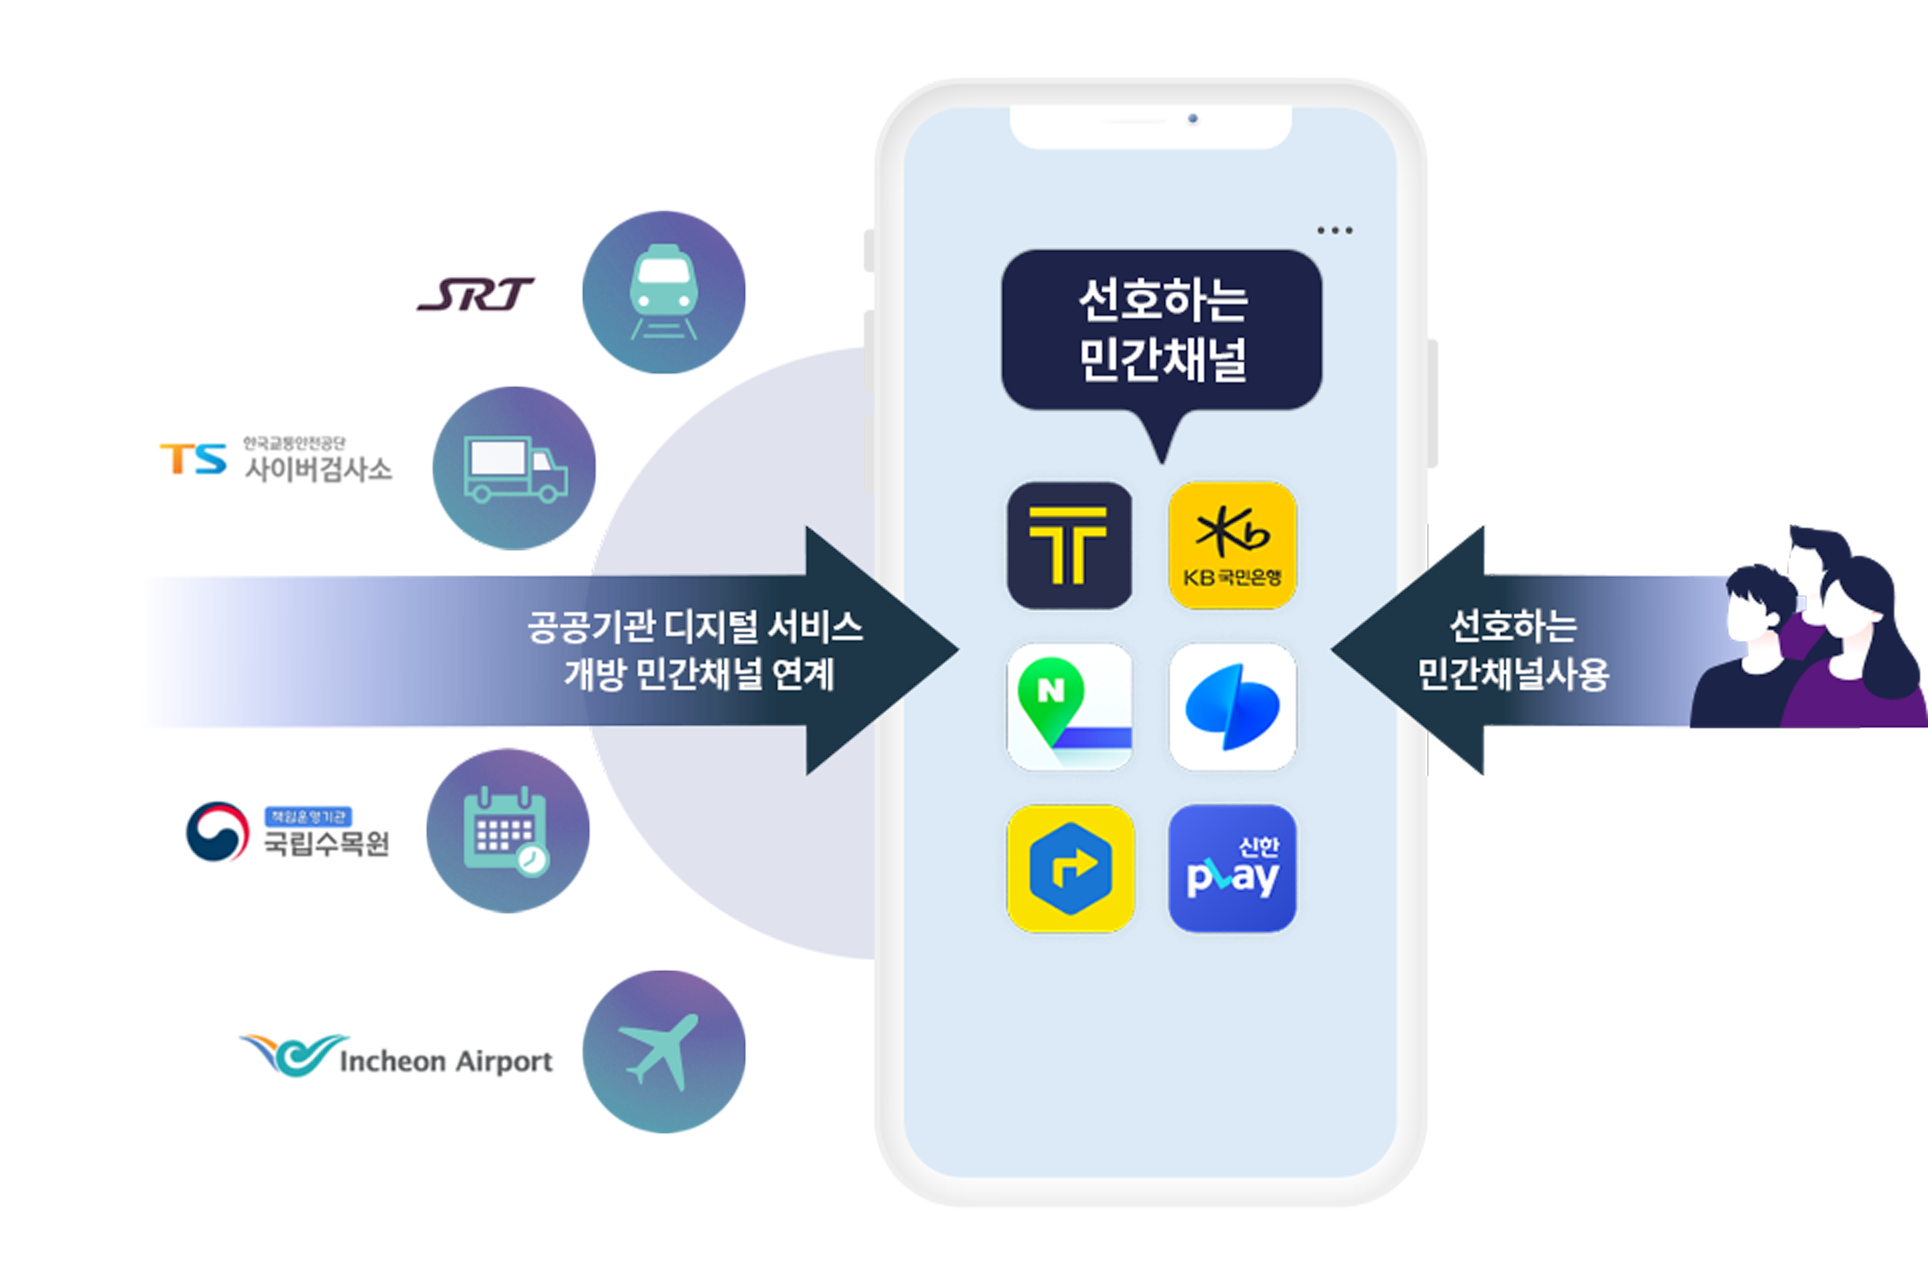 SRT
TS 한국교통안전공단
사이버검사소
공공기관 디지털 서비스
개방 민간채널 연계
책임운영기관
국립수목원
Incheon Airport
선호하는
민간채널
T
Kb
KB 국민은행
N
신한
pLay
선호하는
민간채널사용